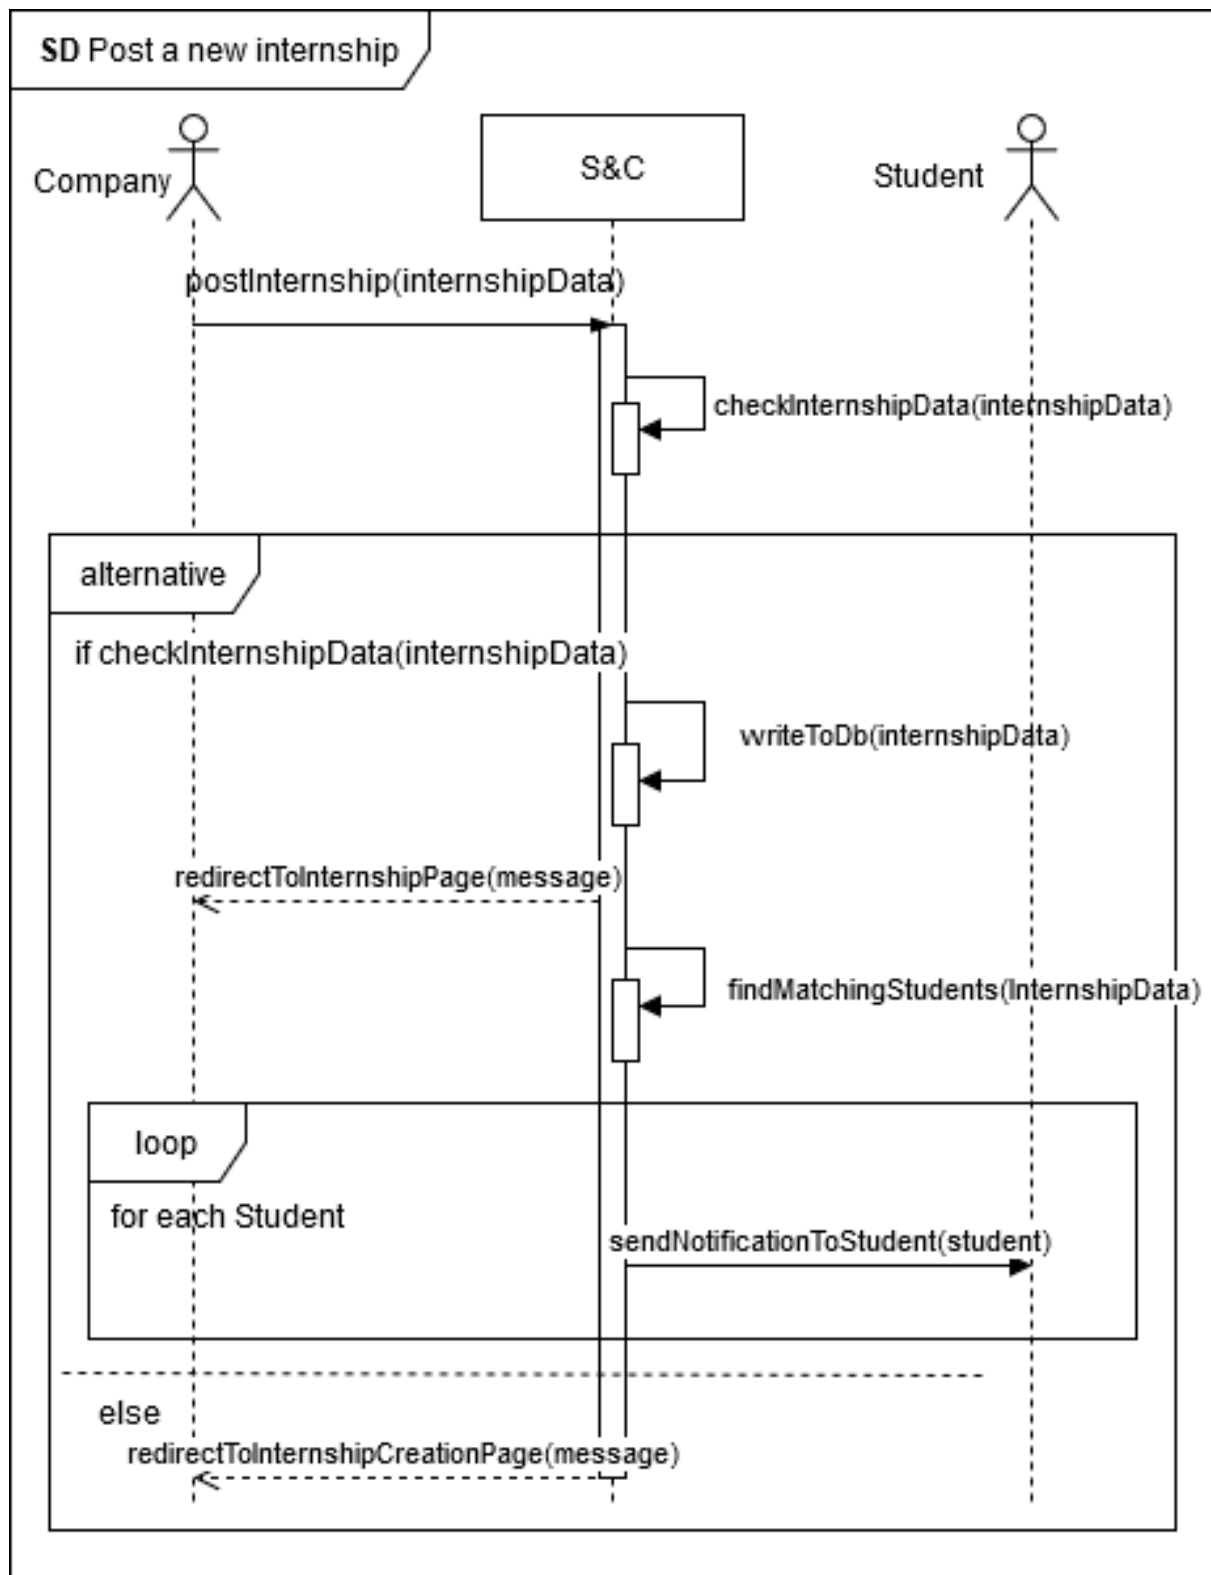 SD Post a new internship
Company
S&C
Student
postInternship(internshipData)
checkInternshipData(internshipData)
alternative
if checkInternshipData(internshipData)
writeToDb(internshipData)
redirectToInternshipPage(message)
findMatchingStudents(InternshipData)
loop
for each Student
sendNotificationToStudent(student)
else
redirectToInternshipCreationPage(message)